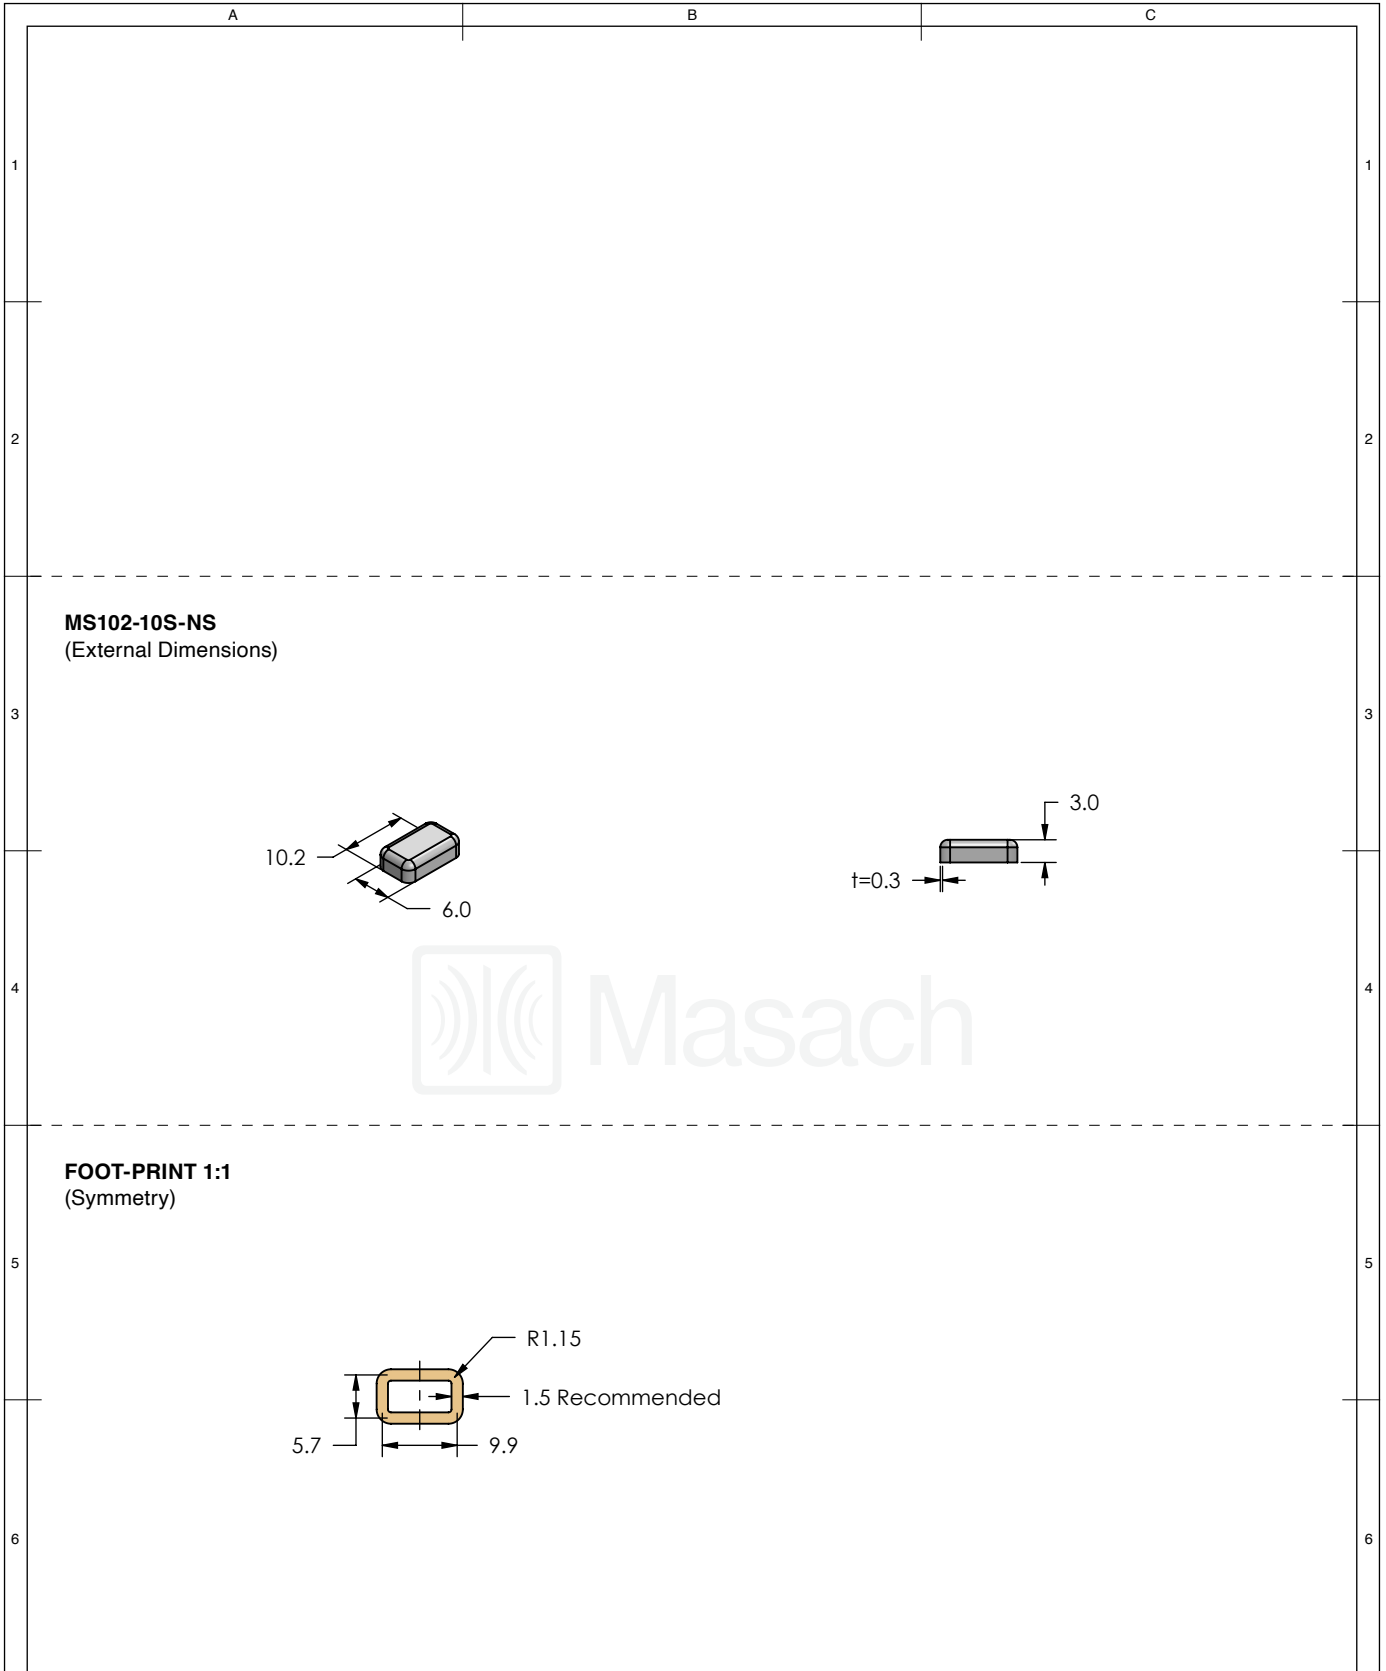 A B C
1 1
2 2
MS102-10S-NS
(External Dimensions)
3 3
3.0
10.2
t=0.3
6.0
Masach
4 4
FOOT-PRINT 1:1
(Symmetry)
5 5
R1.15
1.5 Recommended
5.7 9.9
6 6